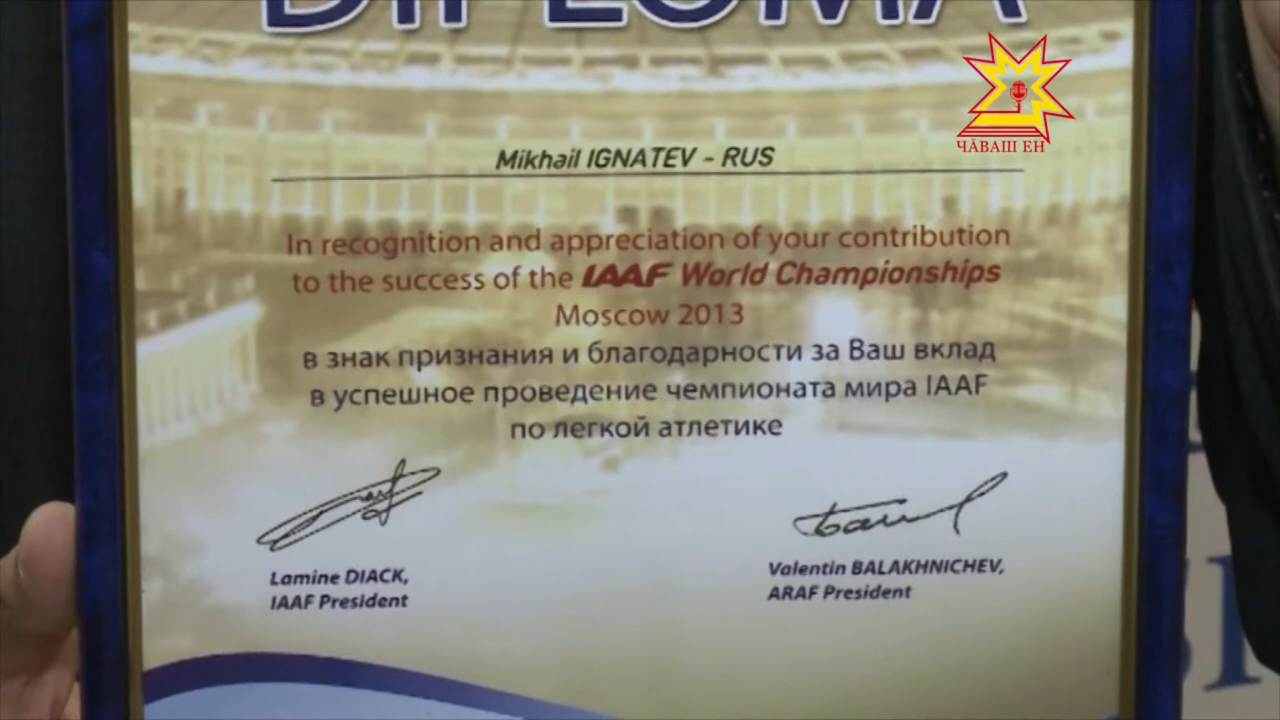 DIPLOMA
ЧӐВАШ ЕН
Mikhail IGNATEV - RUS
In recognition and appreciation of your contribution
to the success of the IAAF World Championships
Moscow 2013
в знак признания и благодарности за Ваш вклад
в успешное проведение чемпионата мира IAAF
по легкой атлетике
Lamine DIACK,
IAAF President
Valentin BALAKHNICHEV,
ARAF President